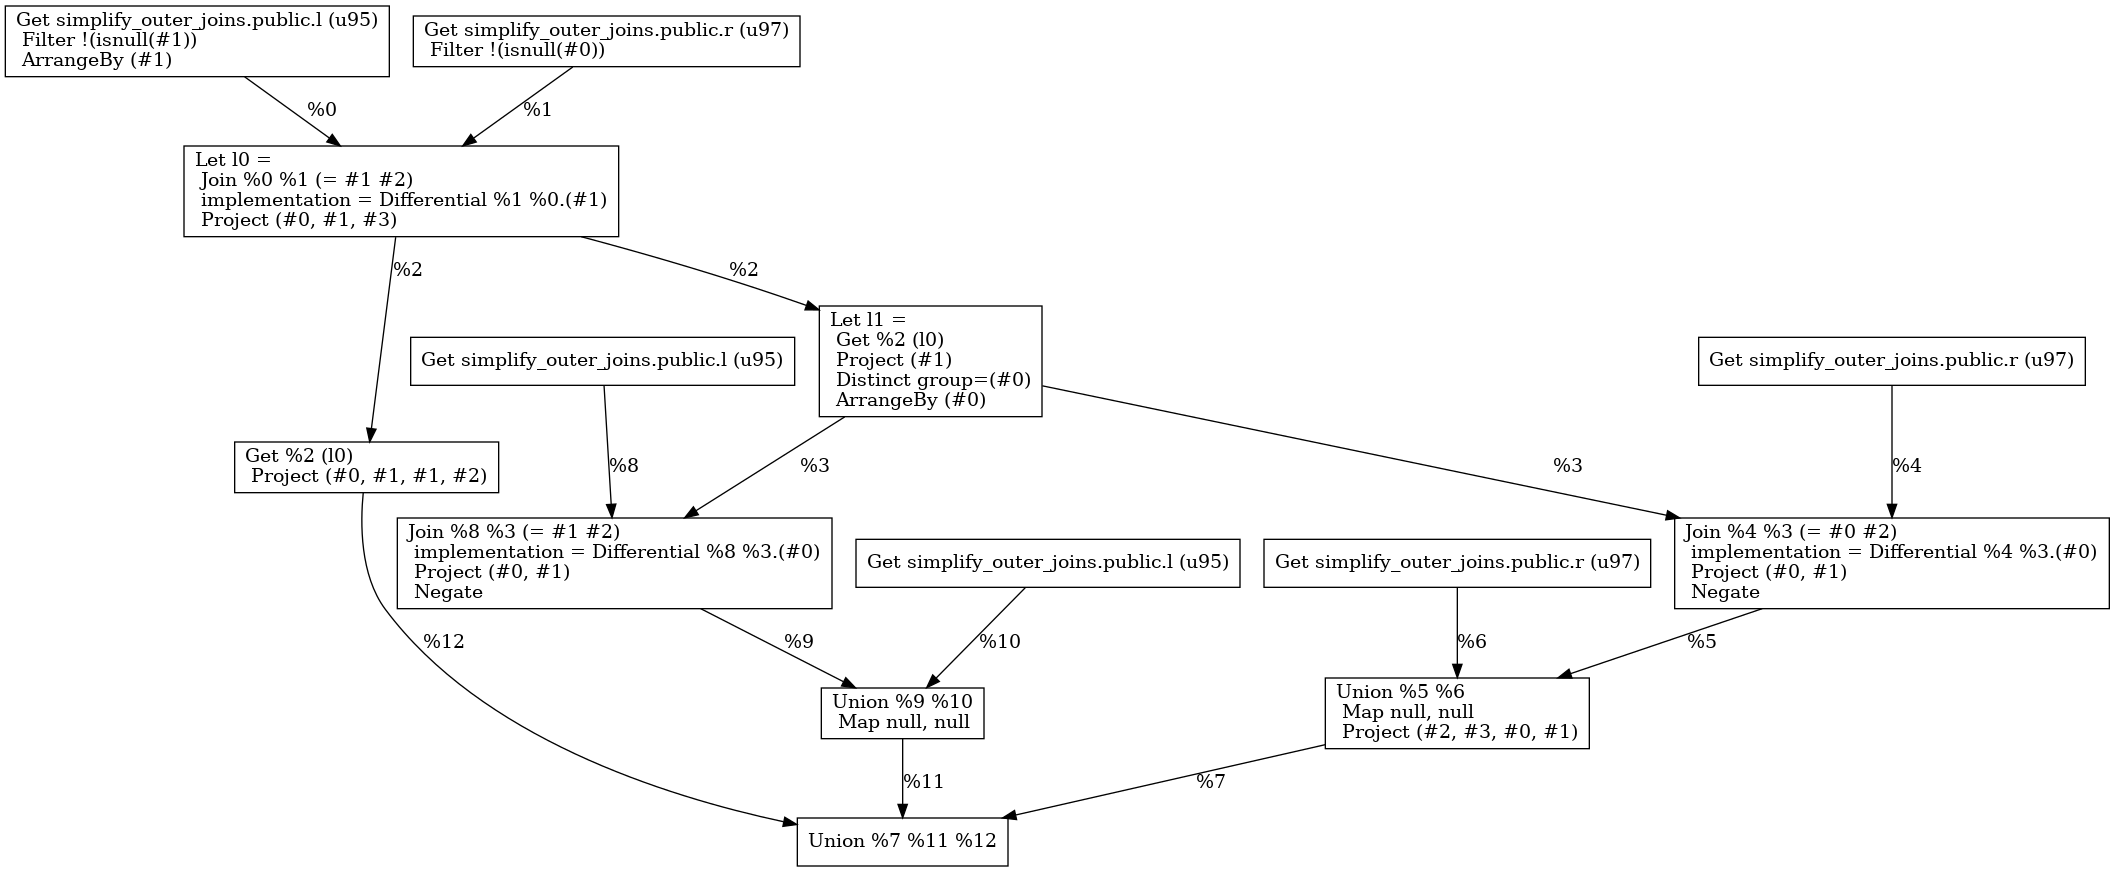 Get simplify_outer_joins.public.l (u95)
Filter !(isnull(#1))
ArrangeBy (#1)
Get simplify_outer_joins.public.r (u97)
Filter !(isnull(#0))
%0
%1
Let l0 =
Join %0 %1 (= #1 #2)
implementation = Differential %1 %0.(#1)
Project (#0, #1, #3)
%2
%2
Let l1 =
Get %2 (l0)
Project (#1)
Distinct group=(#0)
ArrangeBy (#0)
Get simplify_outer_joins.public.l (u95)
Get simplify_outer_joins.public.r (u97)
Get %2 (l0)
Project (#0, #1, #1, #2)
%8
%3
%3
%4
Join %8 %3 (= #1 #2)
implementation = Differential %8 %3.(#0)
Project (#0, #1)
Negate
Get simplify_outer_joins.public.l (u95)
Get simplify_outer_joins.public.r (u97)
Join %4 %3 (= #0 #2)
implementation = Differential %4 %3.(#0)
Project (#0, #1)
Negate
%12
%9
%10
%6
%5
Union %9 %10
Map null, null
Union %5 %6
Map null, null
Project (#2, #3, #0, #1)
%11
%7
Union %7 %11 %12